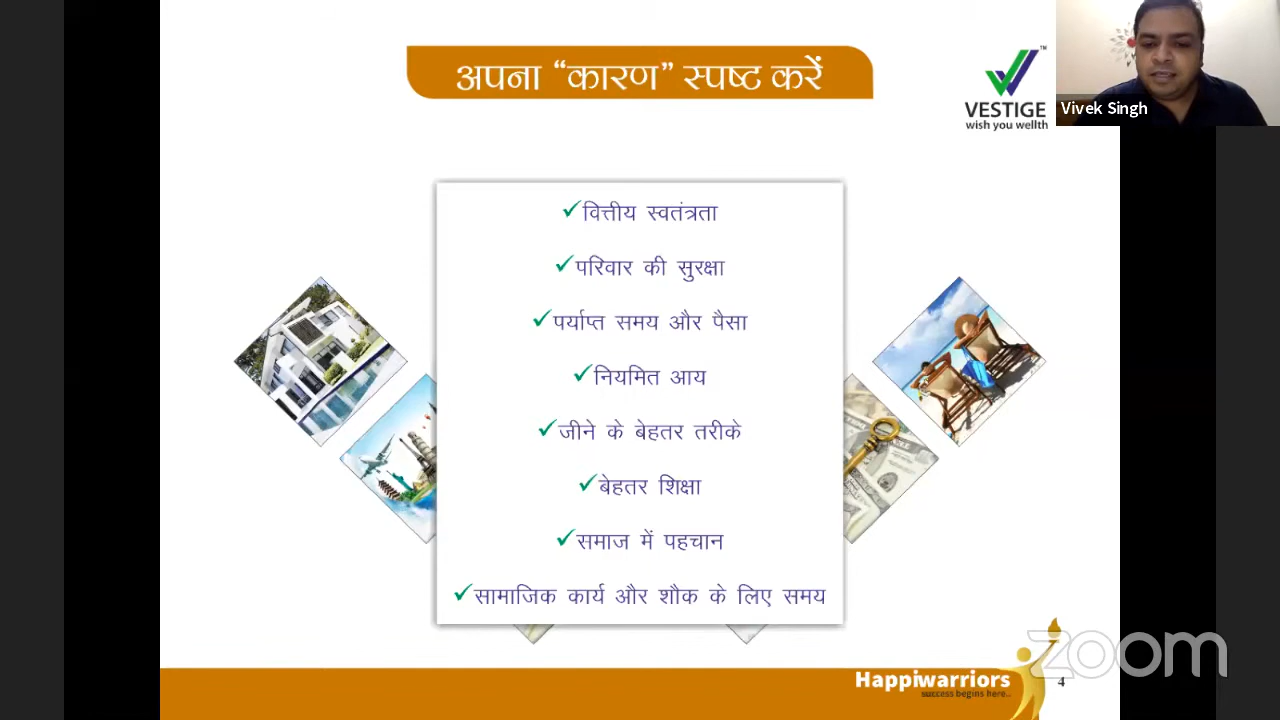 अपना “कारण” स्पष्ट करें
VESTIGE
TM
wish you wellth
Vivek Singh
वित्तीय स्वतंत्रता
परिवार की सुरक्षा
पर्याप्त समय और पैसा
नियमित आय
जीने के बेहतर तरीके
बेहतर शिक्षा
समाज में पहचान
सामाजिक कार्य और शौक के लिए समय
zoom
Happiwarriors
success begins here..
4